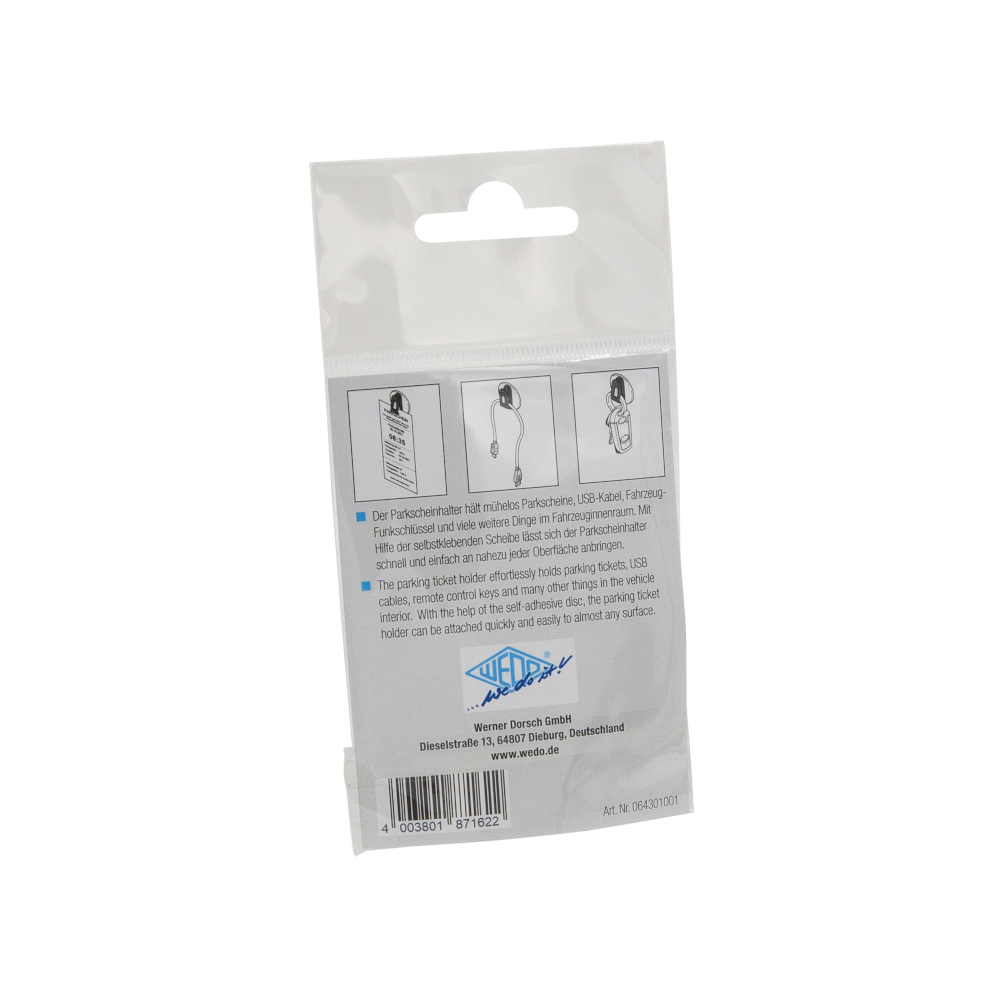 08:35
Der Parkscheinhalter hält mühelos Parkscheine, USB-Kabel, Fahrzeug-
Funkschlüssel und viele weitere Dinge im Fahrzeuginnenraum. Mit
Hilfe der selbstklebenden Scheibe lässt sich der Parkscheinhalter
schnell und einfach an nahezu jeder Oberfläche anbringen.
The parking ticket holder effortlessly holds parking tickets, USB
cables, remote control keys and many other things in the vehicle
interior. With the help of the self-adhesive disc, the parking ticket
holder can be attached quickly and easily to almost any surface.
WEDO®
...we do it!
Werner Dorsch GmbH
Dieselstraße 13, 64807 Dieburg, Deutschland
www.wedo.de
Art. Nr. 064301001
4 003801 871622